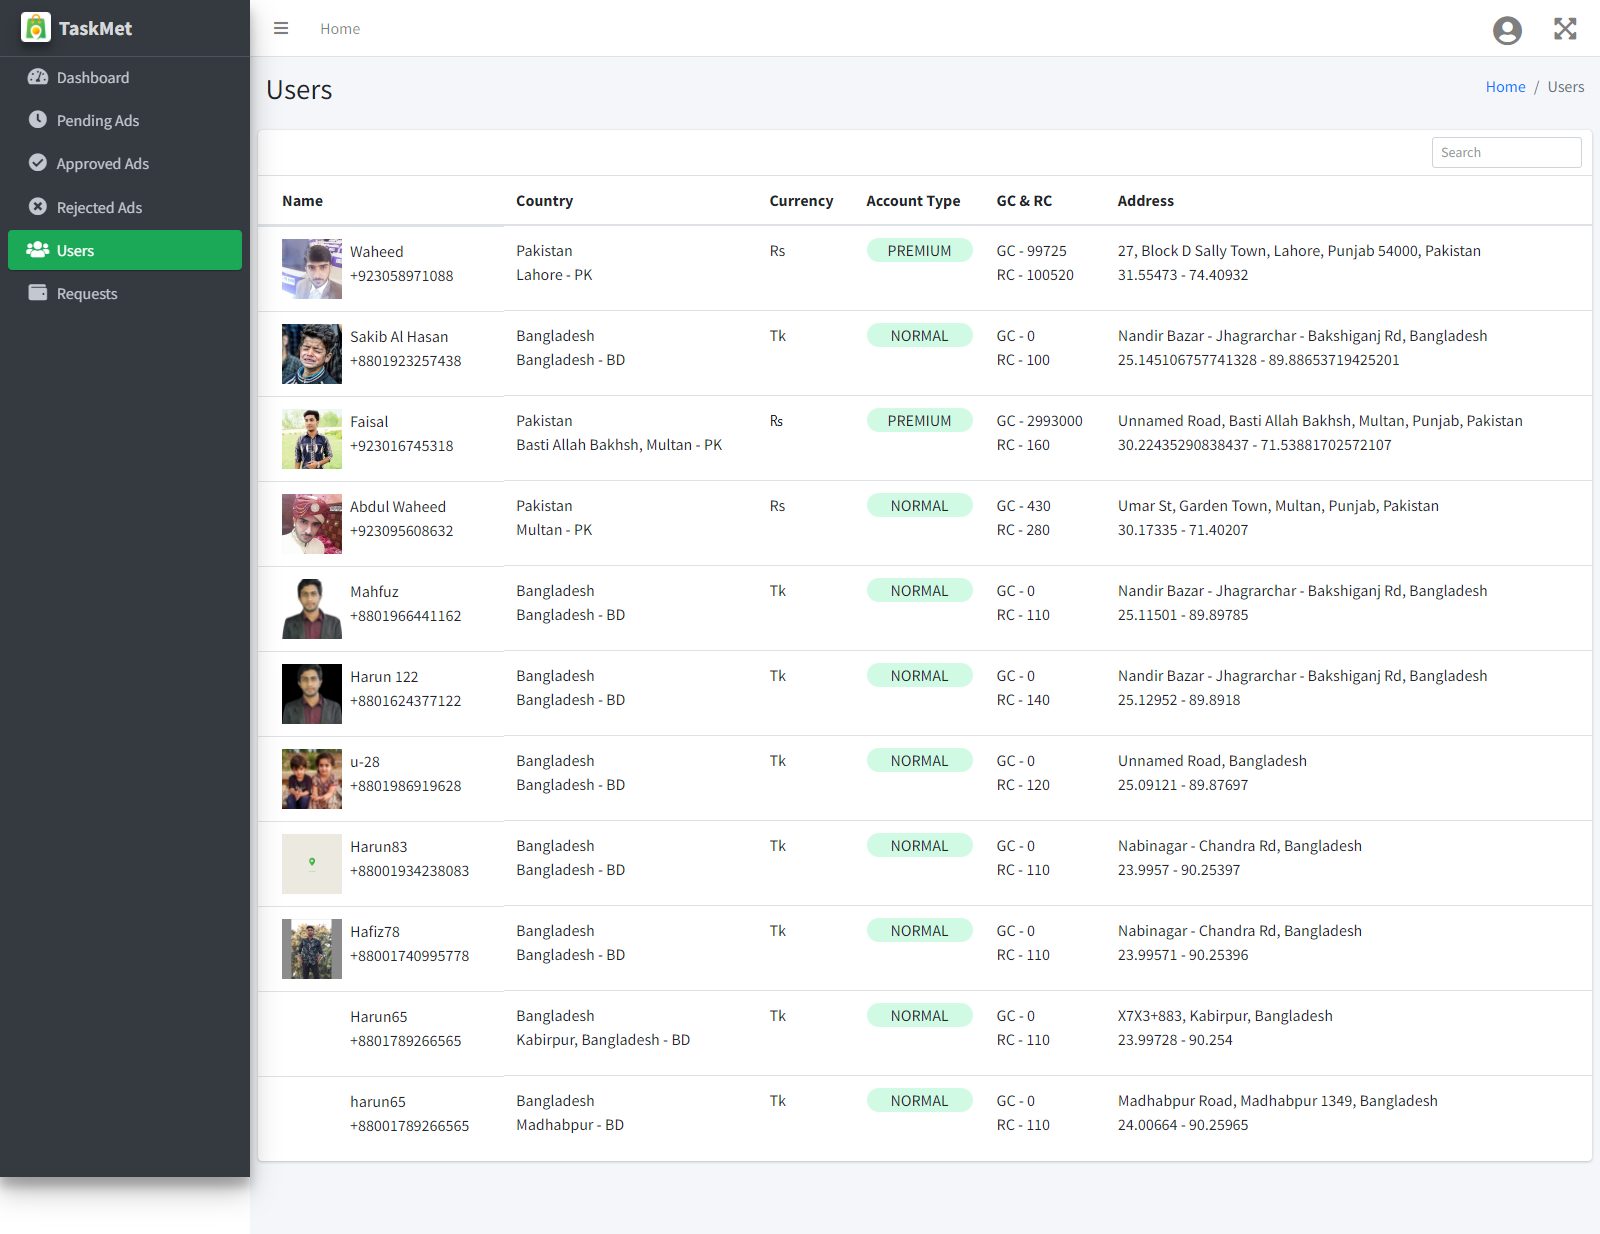 TaskMet
Home
Dashboard
Pending Ads
Approved Ads
Rejected Ads
Users
Requests
Users
Home / Users
Search
Name Country Currency Account Type GC & RC Address
Waheed Pakistan Rs PREMIUM GC - 99725 27, Block D Sally Town, Lahore, Punjab 54000, Pakistan
+923058971088 Lahore - PK RC - 100520 31.55473 - 74.40932
Sakib Al Hasan Bangladesh Tk NORMAL GC - 0 Nandir Bazar - Jhagrarchar - Bakshiganj Rd, Bangladesh
+8801923257438 Bangladesh - BD RC - 100 25.145106757741328 - 89.88653719425201
Faisal Pakistan Rs PREMIUM GC - 2993000 Unnamed Road, Basti Allah Bakhsh, Multan, Punjab, Pakistan
+923016745318 Basti Allah Bakhsh, Multan - PK RC - 160 30.22435290838437 - 71.53881702572107
Abdul Waheed Pakistan Rs NORMAL GC - 430 Umar St, Garden Town, Multan, Punjab, Pakistan
+923095608632 Multan - PK RC - 280 30.17335 - 71.40207
Mahfuz Bangladesh Tk NORMAL GC - 0 Nandir Bazar - Jhagrarchar - Bakshiganj Rd, Bangladesh
+8801966441162 Bangladesh - BD RC - 110 25.11501 - 89.89785
Harun 122 Bangladesh Tk NORMAL GC - 0 Nandir Bazar - Jhagrarchar - Bakshiganj Rd, Bangladesh
+8801624377122 Bangladesh - BD RC - 140 25.12952 - 89.8918
u-28 Bangladesh Tk NORMAL GC - 0 Unnamed Road, Bangladesh
+8801986919628 Bangladesh - BD RC - 120 25.09121 - 89.87697
Harun83 Bangladesh Tk NORMAL GC - 0 Nabinagar - Chandra Rd, Bangladesh
+88001934238083 Bangladesh - BD RC - 110 23.9957 - 90.25397
Hafiz78 Bangladesh Tk NORMAL GC - 0 Nabinagar - Chandra Rd, Bangladesh
+88001740995778 Bangladesh - BD RC - 110 23.99571 - 90.25396
Harun65 Bangladesh Tk NORMAL GC - 0 X7X3+883, Kabirpur, Bangladesh
+8801789266565 Kabirpur, Bangladesh - BD RC - 110 23.99728 - 90.254
harun65 Bangladesh Tk NORMAL GC - 0 Madhabpur Road, Madhabpur 1349, Bangladesh
+88001789266565 Madhabpur - BD RC - 110 24.00664 - 90.25965